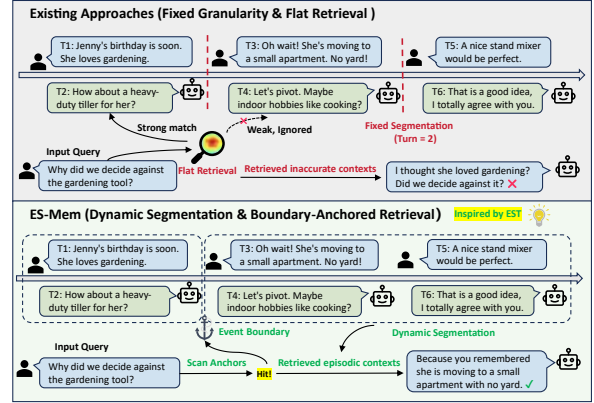 Existing Approaches (Fixed Granularity & Flat Retrieval )
T1: Jenny's birthday is soon.
She loves gardening.
T3: Oh wait! She's moving to
a small apartment. No yard!
T5: A nice stand mixer
would be perfect.
T2: How about a heavy-
duty tiller for her?
T4: Let's pivot. Maybe
indoor hobbies like cooking?
T6: That is a good idea,
I totally agree with you.
Strong match
Weak, Ignored
Fixed Segmentation
(Turn = 2)
Input Query
Why did we decide against
the gardening tool?
Flat Retrieval
Retrieved inaccurate contexts
I thought she loved gardening?
Did we decide against it? ✗
ES-Mem (Dynamic Segmentation & Boundary-Anchored Retrieval)
Inspired by EST
T1: Jenny's birthday is soon.
She loves gardening.
T3: Oh wait! She's moving to
a small apartment. No yard!
T5: A nice stand mixer
would be perfect.
T2: How about a heavy-
duty tiller for her?
T4: Let's pivot. Maybe
indoor hobbies like cooking?
T6: That is a good idea,
I totally agree with you.
Event Boundary
Dynamic Segmentation
Input Query
Why did we decide against
the gardening tool?
Scan Anchors
Hit!
Retrieved episodic contexts
Because you remembered
she is moving to a small
apartment with no yard. ✓